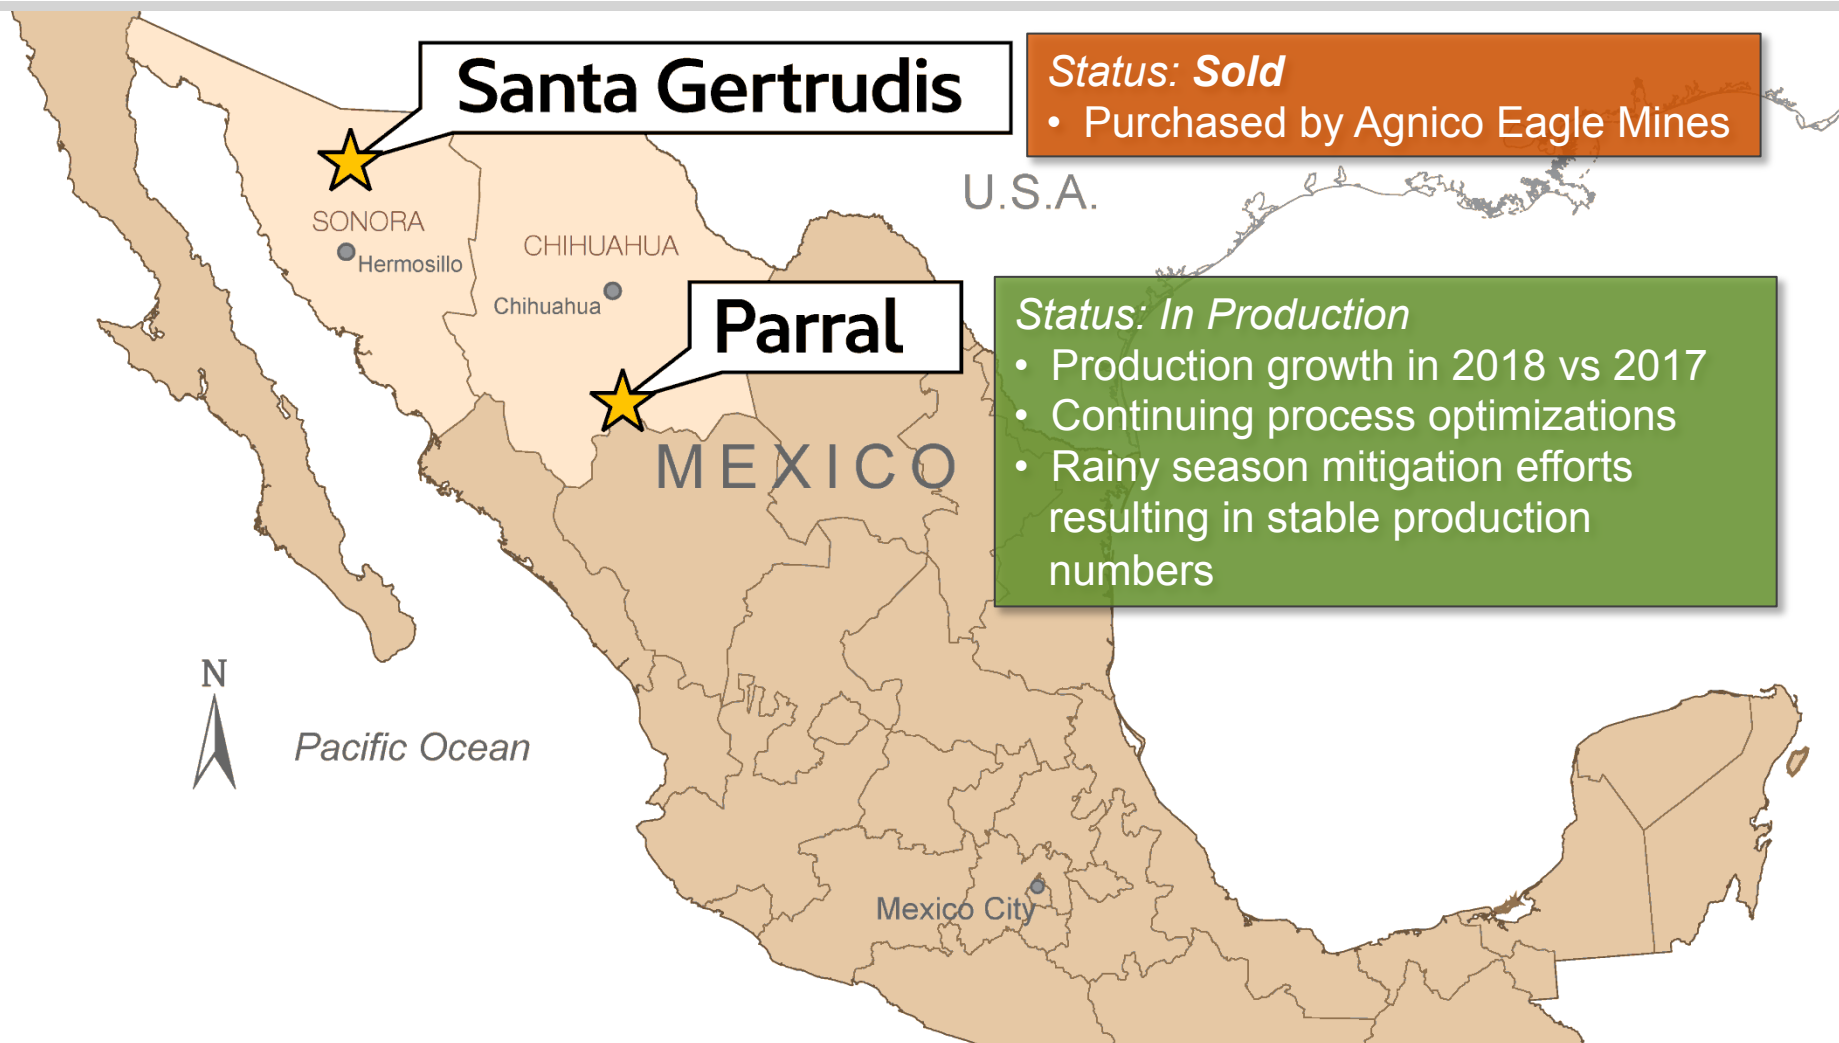 Santa Gertrudis
Status: Sold
• Purchased by Agnico Eagle Mines
U.S.A.
SONORA
Hermosillo
CHIHUAHUA
Chihuahua
Parral
Status: In Production
• Production growth in 2018 vs 2017
• Continuing process optimizations
• Rainy season mitigation efforts
resulting in stable production
numbers
MEXICO
N
Pacific Ocean
Mexico City